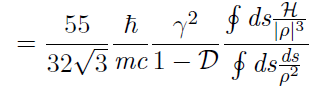 = \frac{55}{32\sqrt{3}} \frac{\hbar}{mc} \frac{\gamma^2}{1 - \mathcal{D}} \frac{\oint ds \frac{\mathcal{H}}{|\rho|^3}}{\oint ds \frac{ds}{\rho^2}}